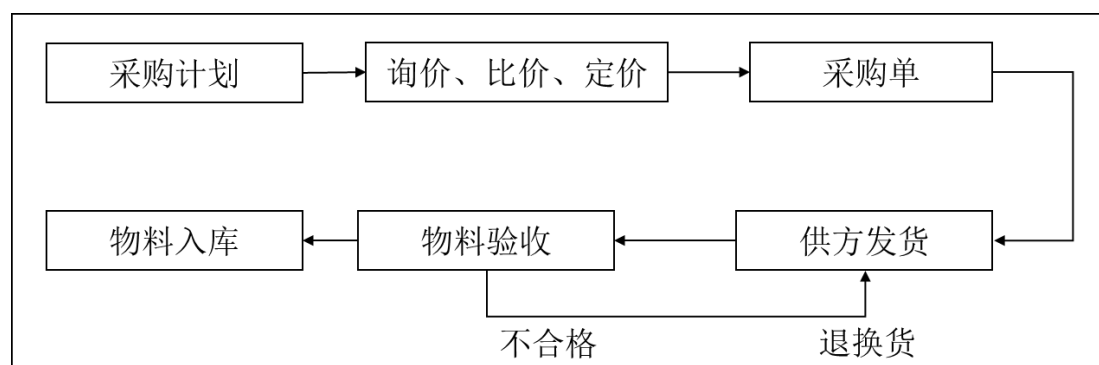 采购计划
询价、比价、定价
采购单
物料入库
物料验收
供方发货
不合格
退换货